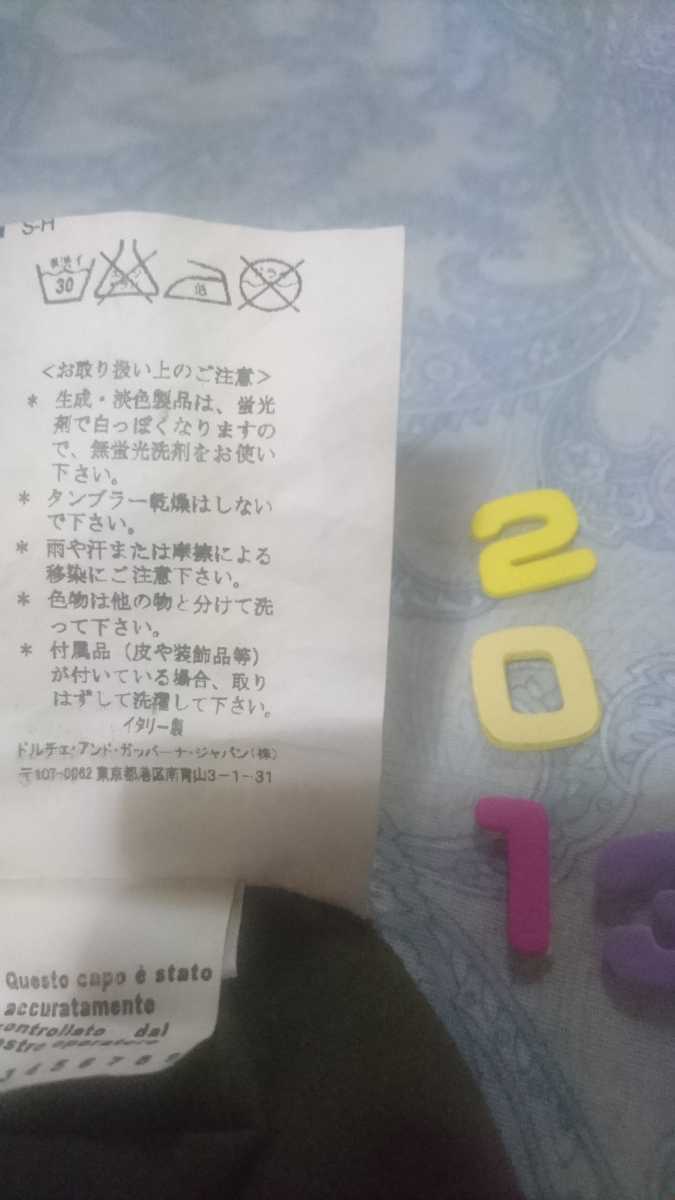 S-H
30
低
<お取り扱い上のご注意>
* 生成・淡色製品は、蛍光
剤で白っぽくなりますの
で、無蛍光洗剤をお使い
下さい。
* タンブラー乾燥はしない
で下さい。
* 雨や汗または摩擦による
移染にご注意下さい。
* 色物は他の物と分けて洗
って下さい。
* 付属品（皮や装飾品等）
が付いている場合、取り
はずして洗濯して下さい。
イタリー製
ドルチェ・アンド・ガッバーナ・ジャパン(株)
〒107-0062 東京都港区南青山3-1-31
Questo capo è stato
accuratamente
controllato dal
3 4 5 6 7 8 9
2
0
1